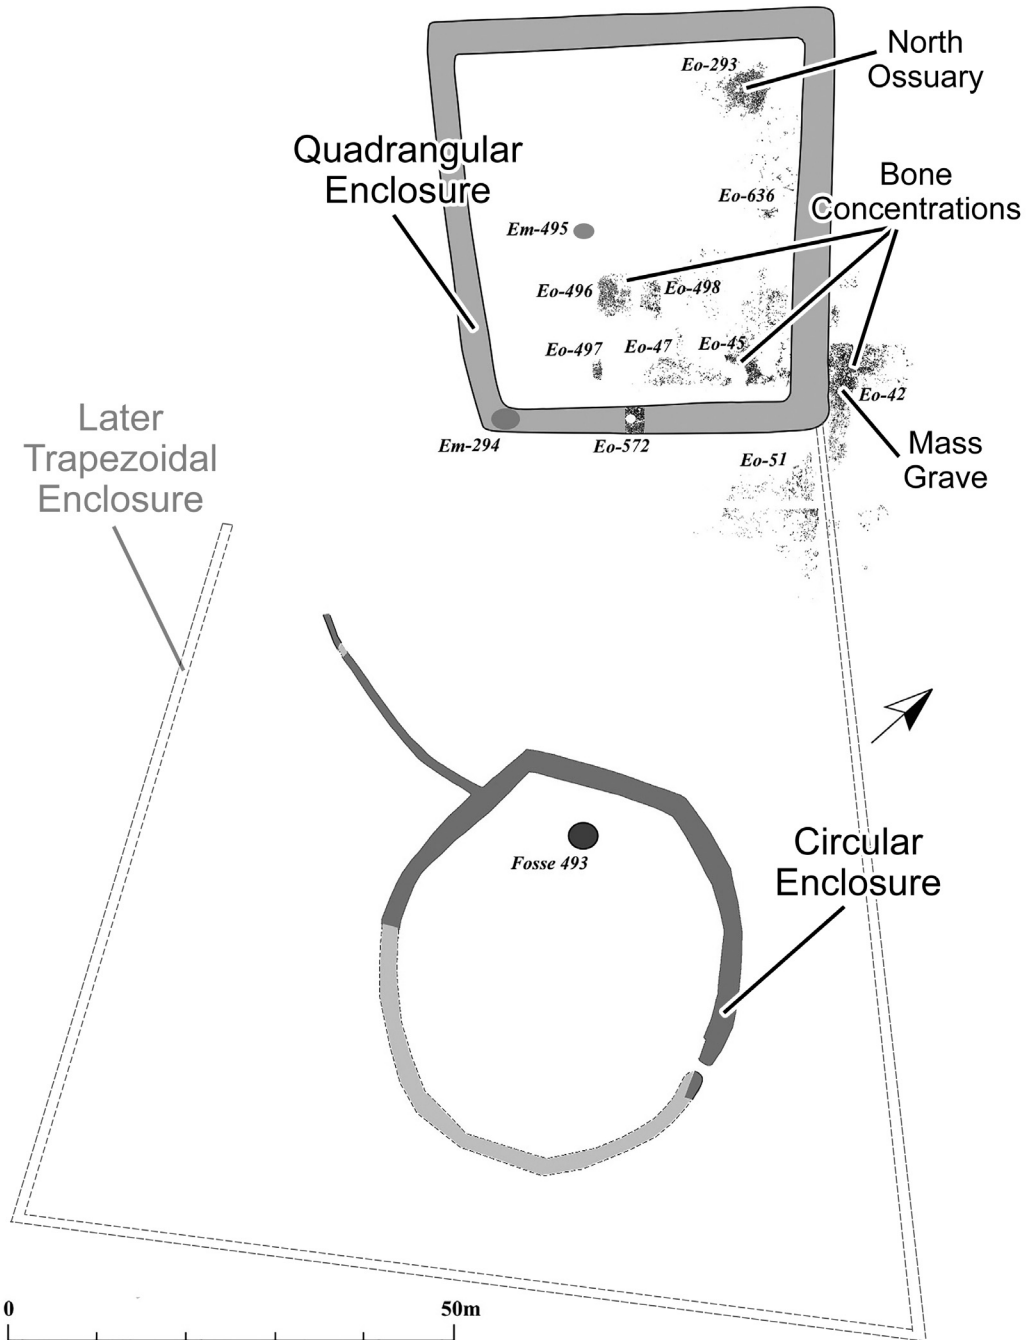 North
Ossuary
Eo-293
Quadrangular
Enclosure
Bone
Concentrations
Eo-636
Em-495
Eo-496
Eo-498
Eo-497
Eo-47
Eo-45
Eo-42
Em-294
Eo-572
Eo-51
Mass
Grave
Later
Trapezoidal
Enclosure
Circular
Enclosure
Fosse 493
0
50m